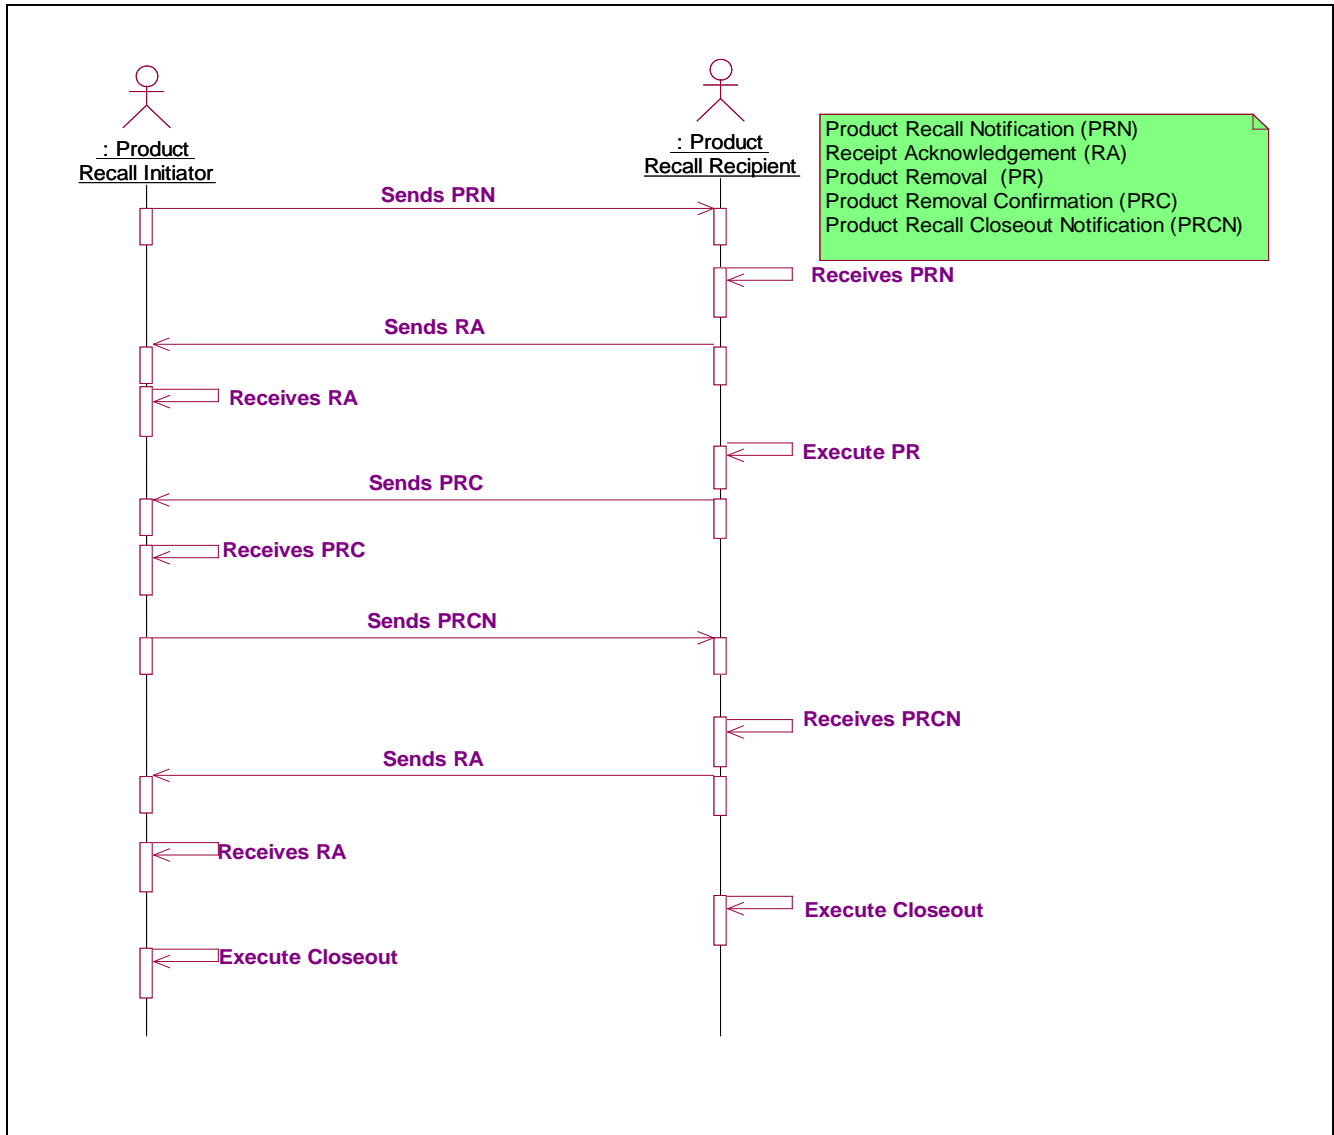 : Product
Recall Initiator
: Product
Recall Recipient
Product Recall Notification (PRN)
Receipt Acknowledgement (RA)
Product Removal (PR)
Product Removal Confirmation (PRC)
Product Recall Closeout Notification (PRCN)
Sends PRN
Receives PRN
Sends RA
Receives RA
Execute PR
Sends PRC
Receives PRC
Sends PRCN
Receives PRCN
Sends RA
Receives RA
Execute Closeout
Execute Closeout